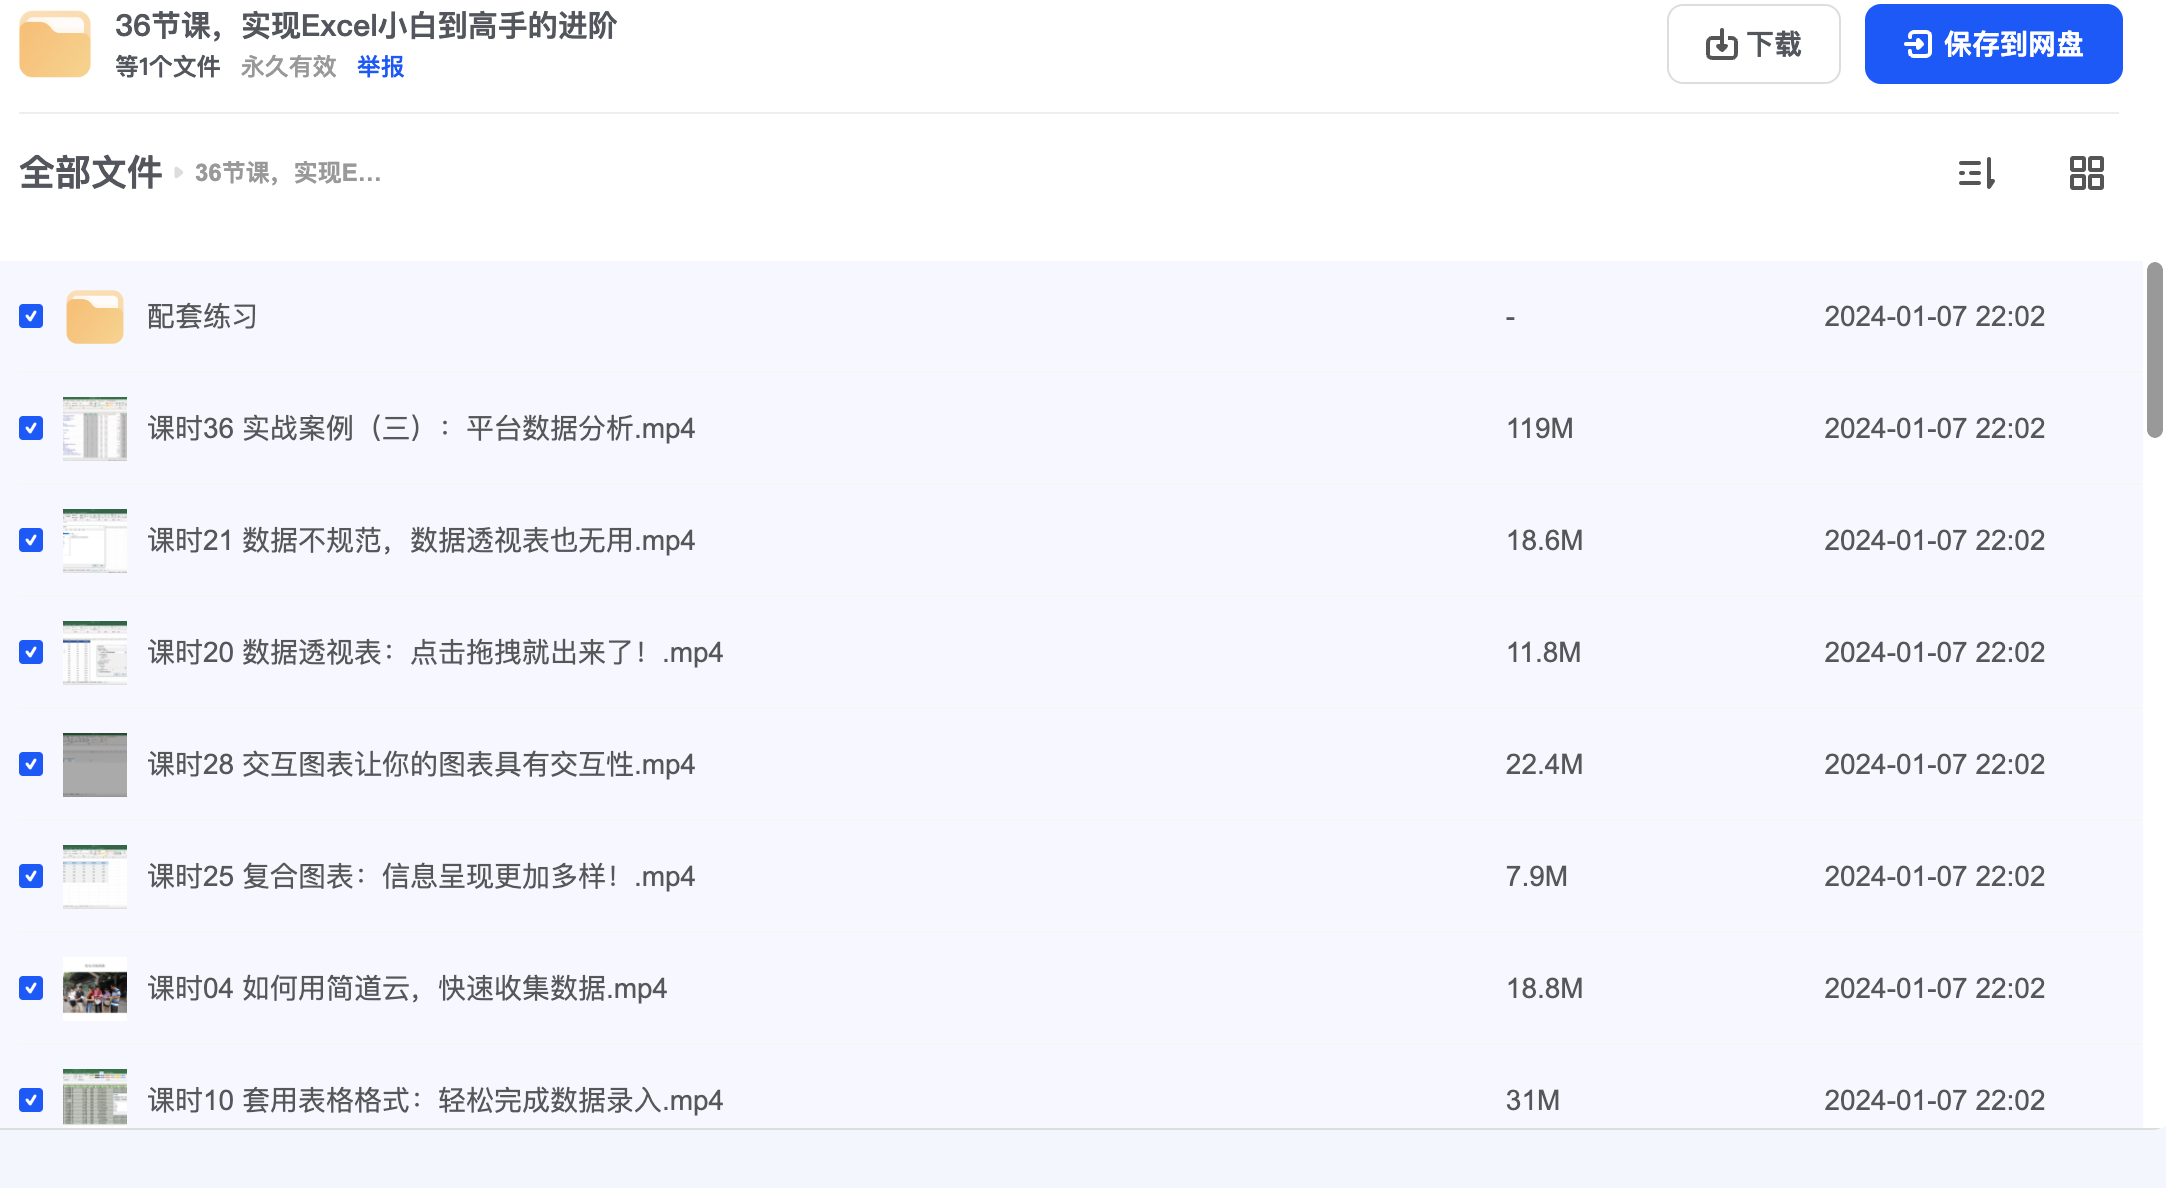 36节课，实现Excel小白到高手的进阶
等1个文件 永久有效 举报
下载
保存到网盘
全部文件 36节课，实现E...
配套练习 - 2024-01-07 22:02
课时36 实战案例（三）：平台数据分析.mp4 119M 2024-01-07 22:02
课时21 数据不规范，数据透视表也无用.mp4 18.6M 2024-01-07 22:02
课时20 数据透视表：点击拖拽就出来了！.mp4 11.8M 2024-01-07 22:02
课时28 交互图表让你的图表具有交互性.mp4 22.4M 2024-01-07 22:02
课时25 复合图表：信息呈现更加多样！.mp4 7.9M 2024-01-07 22:02
课时04 如何用简道云，快速收集数据.mp4 18.8M 2024-01-07 22:02
课时10 套用表格格式：轻松完成数据录入.mp4 31M 2024-01-07 22:02